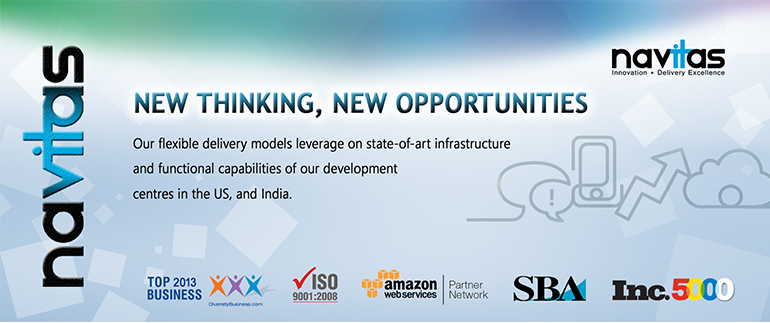 navitas
navitas
Innovation • Delivery Excellence
NEW THINKING, NEW OPPORTUNITIES
Our flexible delivery models leverage on state-of-art infrastructure
and functional capabilities of our development
centres in the US, and India.
TOP 2013
BUSINESS
DiversityBusiness.com
ISO
9001:2008
amazon
web services
Partner
Network
SBA
Inc.5000